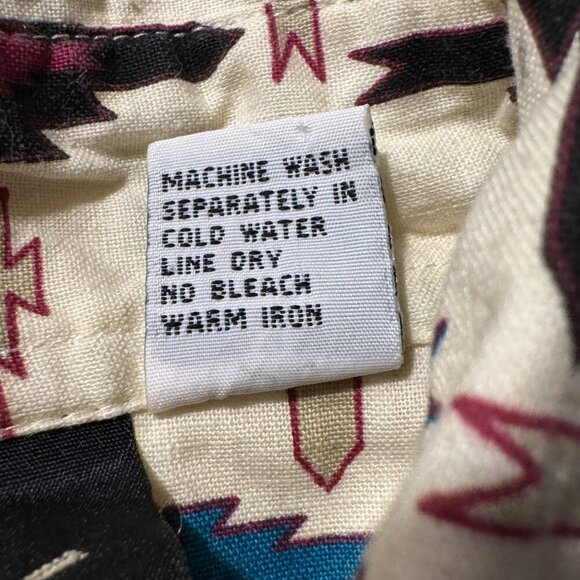 MACHINE WASH
SEPARATELY IN
COLD WATER
LINE DRY
NO BLEACH
WARM IRON